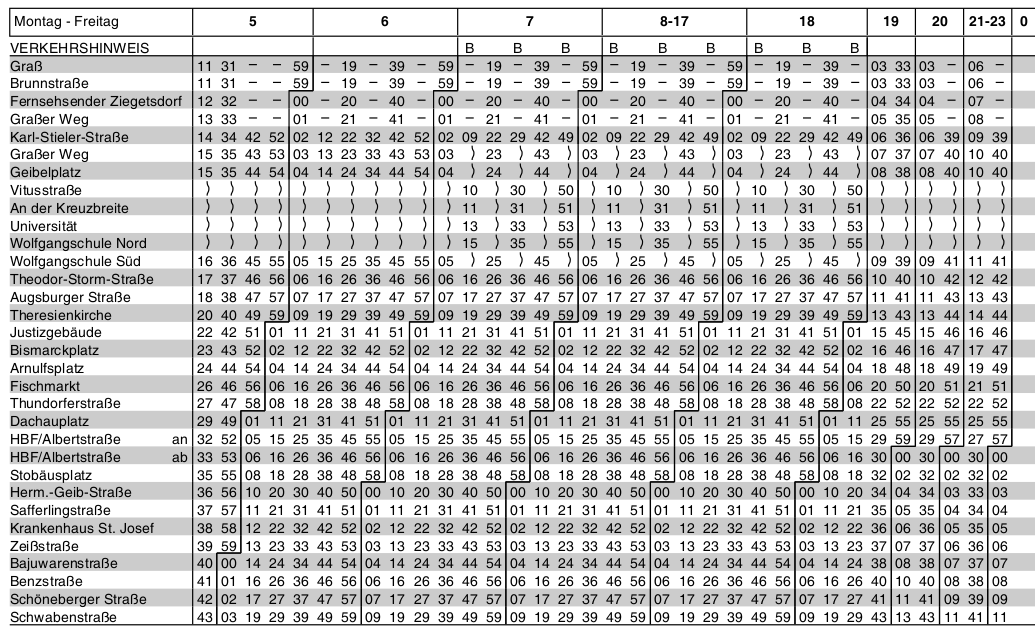 Montag - Freitag 5 6 7 8-17 18 19 20 21-23 0
VERKEHRSHINWEIS B B B B B B B B B
Graß 11 31 – – 59 – 19 – 39 – 59 – 19 – 39 – 59 – 19 – 39 – 59 – 19 – 39 – 03 33 03 – 06 –
Brunnstraße 11 31 – – 59 – 19 – 39 – 59 – 19 – 39 – 59 – 19 – 39 – 59 – 19 – 39 – 03 33 03 – 06 –
Fernsehsender Ziegetsdorf 12 32 – – 00 – 20 – 40 – 00 – 20 – 40 – 00 – 20 – 40 – 00 – 20 – 40 – 04 34 04 – 07 –
Graßer Weg 13 33 – – 01 – 21 – 41 – 01 – 21 – 41 – 01 – 21 – 41 – 01 – 21 – 41 – 05 35 05 – 08 –
Karl-Stieler-Straße 14 34 42 52 02 12 22 32 42 52 02 09 22 29 42 49 02 09 22 29 42 49 02 09 22 29 42 49 06 36 06 39 09 39
Graßer Weg 15 35 43 53 03 13 23 33 43 53 03 〉 23 〉 43 〉 03 〉 23 〉 43 〉 03 〉 23 〉 43 〉 07 37 07 40 10 40
Geibelplatz 15 35 44 54 04 14 24 34 44 54 04 〉 24 〉 44 〉 04 〉 24 〉 44 〉 04 〉 24 〉 44 〉 08 38 08 40 10 40
Vitusstraße 〉 〉 〉 〉 〉 〉 〉 〉 〉 〉 〉 10 〉 30 〉 50 〉 10 〉 30 〉 50 〉 10 〉 30 〉 50 〉 〉 〉 〉 〉 〉
An der Kreuzbreite 〉 〉 〉 〉 〉 〉 〉 〉 〉 〉 〉 11 〉 31 〉 51 〉 11 〉 31 〉 51 〉 11 〉 31 〉 51 〉 〉 〉 〉 〉 〉
Universität 〉 〉 〉 〉 〉 〉 〉 〉 〉 〉 〉 13 〉 33 〉 53 〉 13 〉 33 〉 53 〉 13 〉 33 〉 53 〉 〉 〉 〉 〉 〉
Wolfgangschule Nord 〉 〉 〉 〉 〉 〉 〉 〉 〉 〉 〉 15 〉 35 〉 55 〉 15 〉 35 〉 55 〉 15 〉 35 〉 55 〉 〉 〉 〉 〉 〉
Wolfgangschule Süd 16 36 45 55 05 15 25 35 45 55 05 〉 25 〉 45 〉 05 〉 25 〉 45 〉 05 〉 25 〉 45 〉 09 39 09 41 11 41
Theodor-Storm-Straße 17 37 46 56 06 16 26 36 46 56 06 16 26 36 46 56 06 16 26 36 46 56 06 16 26 36 46 56 10 40 10 42 12 42
Augsburger Straße 18 38 47 57 07 17 27 37 47 57 07 17 27 37 47 57 07 17 27 37 47 57 07 17 27 37 47 57 11 41 11 43 13 43
Theresienkirche 20 40 49 59 09 19 29 39 49 59 09 19 29 39 49 59 09 19 29 39 49 59 09 19 29 39 49 59 13 43 13 44 14 44
Justizgebäude 22 42 51 01 11 21 31 41 51 01 11 21 31 41 51 01 11 21 31 41 51 01 11 21 31 41 51 01 15 45 15 46 16 46
Bismarckplatz 23 43 52 02 12 22 32 42 52 02 12 22 32 42 52 02 12 22 32 42 52 02 12 22 32 42 52 02 16 46 16 47 17 47
Arnulfsplatz 24 44 54 04 14 24 34 44 54 04 14 24 34 44 54 04 14 24 34 44 54 04 14 24 34 44 54 04 18 48 18 49 19 49
Fischmarkt 26 46 56 06 16 26 36 46 56 06 16 26 36 46 56 06 16 26 36 46 56 06 16 26 36 46 56 06 20 50 20 51 21 51
Thundorferstraße 27 47 58 08 18 28 38 48 58 08 18 28 38 48 58 08 18 28 38 48 58 08 18 28 38 48 58 08 22 52 22 52 22 52
Dachauplatz 29 49 01 11 21 31 41 51 01 11 21 31 41 51 01 11 21 31 41 51 01 11 21 31 41 51 01 11 25 55 25 55 25 55
HBF/Albertstraße an 32 52 05 15 25 35 45 55 05 15 25 35 45 55 05 15 25 35 45 55 05 15 25 35 45 55 05 15 29 59 29 57 27 57
HBF/Albertstraße ab 33 53 06 16 26 36 46 56 06 16 26 36 46 56 06 16 26 36 46 56 06 16 26 36 46 56 06 16 30 00 30 00 30 00
Stobäusplatz 35 55 08 18 28 38 48 58 08 18 28 38 48 58 08 18 28 38 48 58 08 18 28 38 48 58 08 18 32 02 32 02 32 02
Herm.-Geib-Straße 36 56 10 20 30 40 50 00 10 20 30 40 50 00 10 20 30 40 50 00 10 20 30 40 50 00 10 20 34 04 34 03 33 03
Safferlingstraße 37 57 11 21 31 41 51 01 11 21 31 41 51 01 11 21 31 41 51 01 11 21 31 41 51 01 11 21 35 05 35 04 34 04
Krankenhaus St. Josef 38 58 12 22 32 42 52 02 12 22 32 42 52 02 12 22 32 42 52 02 12 22 32 42 52 02 12 22 36 06 36 05 35 05
Zeißstraße 39 59 13 23 33 43 53 03 13 23 33 43 53 03 13 23 33 43 53 03 13 23 33 43 53 03 13 23 37 07 37 06 36 06
Bajuwarenstraße 40 00 14 24 34 44 54 04 14 24 34 44 54 04 14 24 34 44 54 04 14 24 34 44 54 04 14 24 38 08 38 07 37 07
Benzstraße 41 01 16 26 36 46 56 06 16 26 36 46 56 06 16 26 36 46 56 06 16 26 36 46 56 06 16 26 40 10 40 08 38 08
Schöneberger Straße 42 02 17 27 37 47 57 07 17 27 37 47 57 07 17 27 37 47 57 07 17 27 37 47 57 07 17 27 41 11 41 09 39 09
Schwabenstraße 43 03 19 29 39 49 59 09 19 29 39 49 59 09 19 29 39 49 59 09 19 29 39 49 59 09 19 29 43 13 43 11 41 11